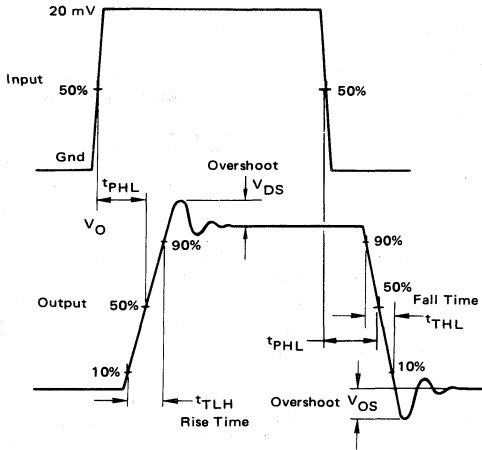 20 mV
Input
50%
50%
Gnd
Overshoot
tPHL
VDS
VO
90%
90%
Output
50%
50%
Fall Time
tTHL
tPHL
10%
10%
tTLH
Rise Time
Overshoot
VOS